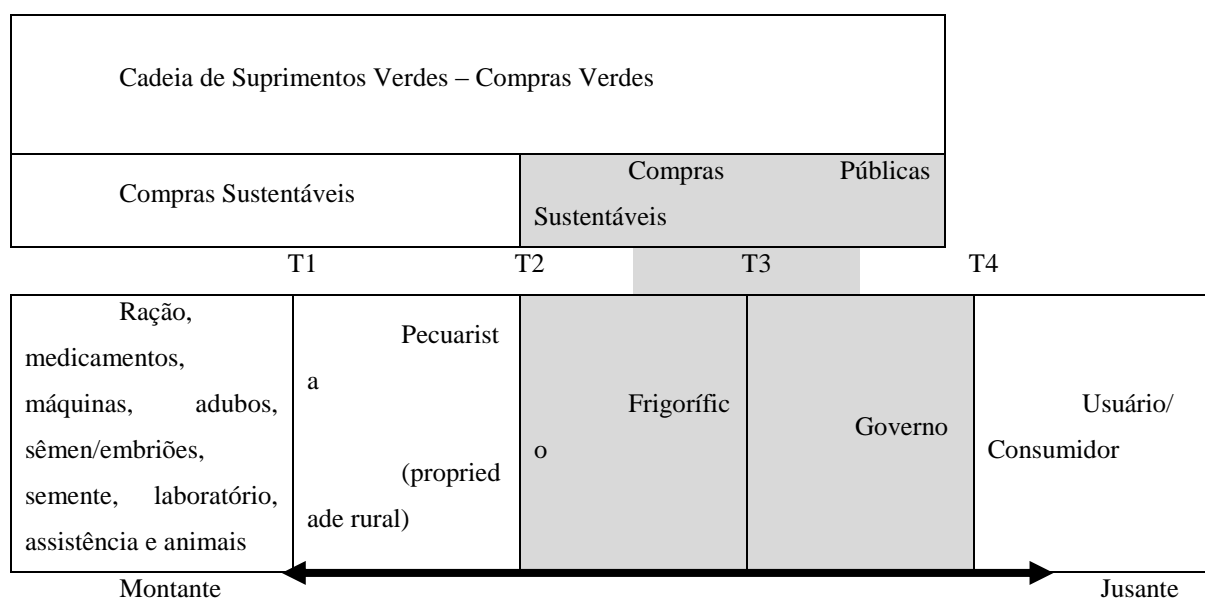 Cadeia de Suprimentos Verdes – Compras Verdes
Compras Sustentáveis
Compras Públicas
Sustentáveis
T1 T2 T3 T4
Ração,
medicamentos,
máquinas, adubos,
sêmen/embriões,
semente, laboratório,
assistência e animais
Pecuarist
a
(propried
ade rural)
Frigorífic
o
Governo
Usuário/
Consumidor
Montante
Jusante